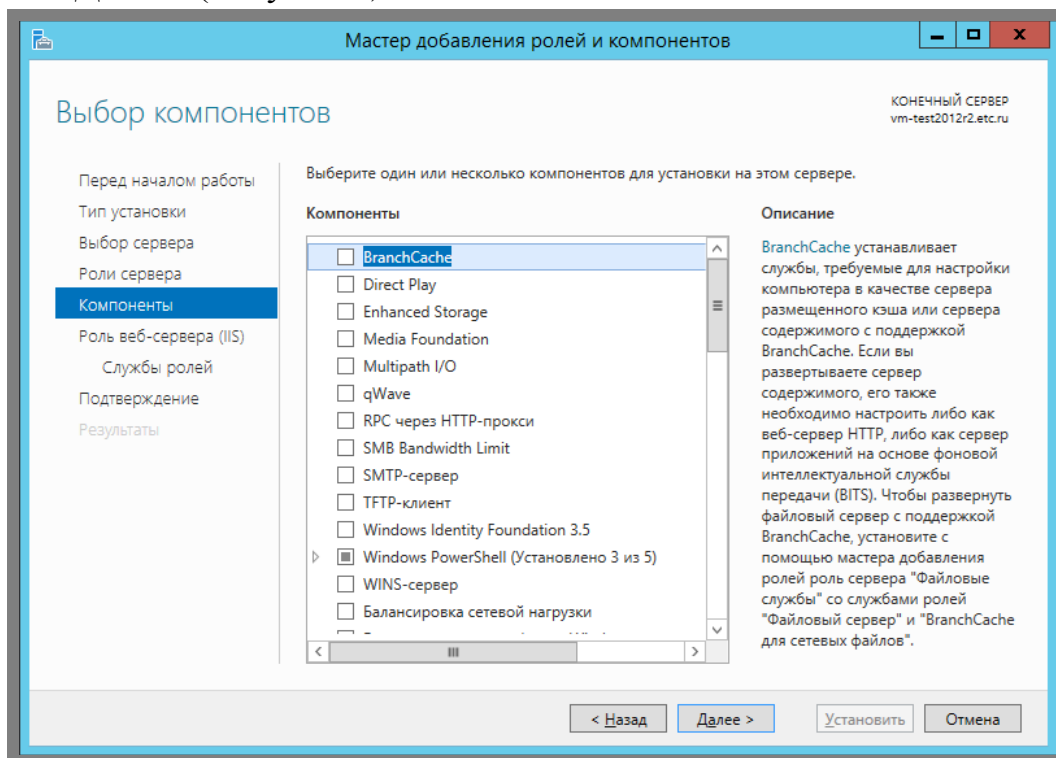 Мастер добавления ролей и компонентов
Выбор компонентов
КОНЕЧНЫЙ СЕРВЕР
vm-test2012r2.etc.ru
Перед началом работы
Тип установки
Выбор сервера
Роли сервера
Компоненты
Роль веб-сервера (IIS)
Службы ролей
Подтверждение
Результаты
Выберите один или несколько компонентов для установки на этом сервере.
Компоненты
BranchCache
Direct Play
Enhanced Storage
Media Foundation
Multipath I/O
qWave
RPC через HTTP-прокси
SMB Bandwidth Limit
SMTP-сервер
TFTP-клиент
Windows Identity Foundation 3.5
Windows PowerShell (Установлено 3 из 5)
WINS-сервер
Балансировка сетевой нагрузки
Описание
BranchCache устанавливает
службы, требуемые для настройки
компьютера в качестве сервера
размещенного кэша или сервера
содержимого с поддержкой
BranchCache. Если вы
развертываете сервер
содержимого, его также
необходимо настроить либо как
веб-сервер HTTP, либо как сервер
приложений на основе фоновой
интеллектуальной службы
передачи (BITS). Чтобы развернуть
файловый сервер с поддержкой
BranchCache, установите с
помощью мастера добавления
ролей роль сервера "Файловые
службы" со службами ролей
"Файловый сервер" и "BranchCache
для сетевых файлов".
< Назад
Далее >
Установить
Отмена